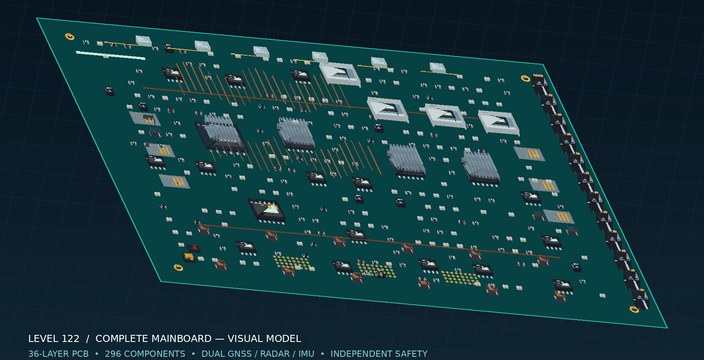 LEVEL 122 / COMPLETE MAINBOARD — VISUAL MODEL
36-LAYER PCB • 296 COMPONENTS • DUAL GNSS / RADAR / IMU • INDEPENDENT SAFETY